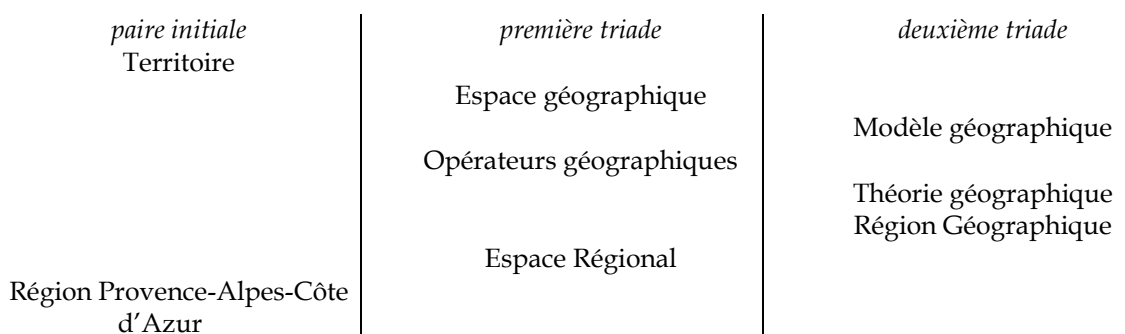 paire initiale première triade deuxième triade
Territoire
Espace géographique
Modèle géographique
Opérateurs géographiques
Théorie géographique
Région Géographique
Espace Régional
Région Provence-Alpes-Côte
d’Azur